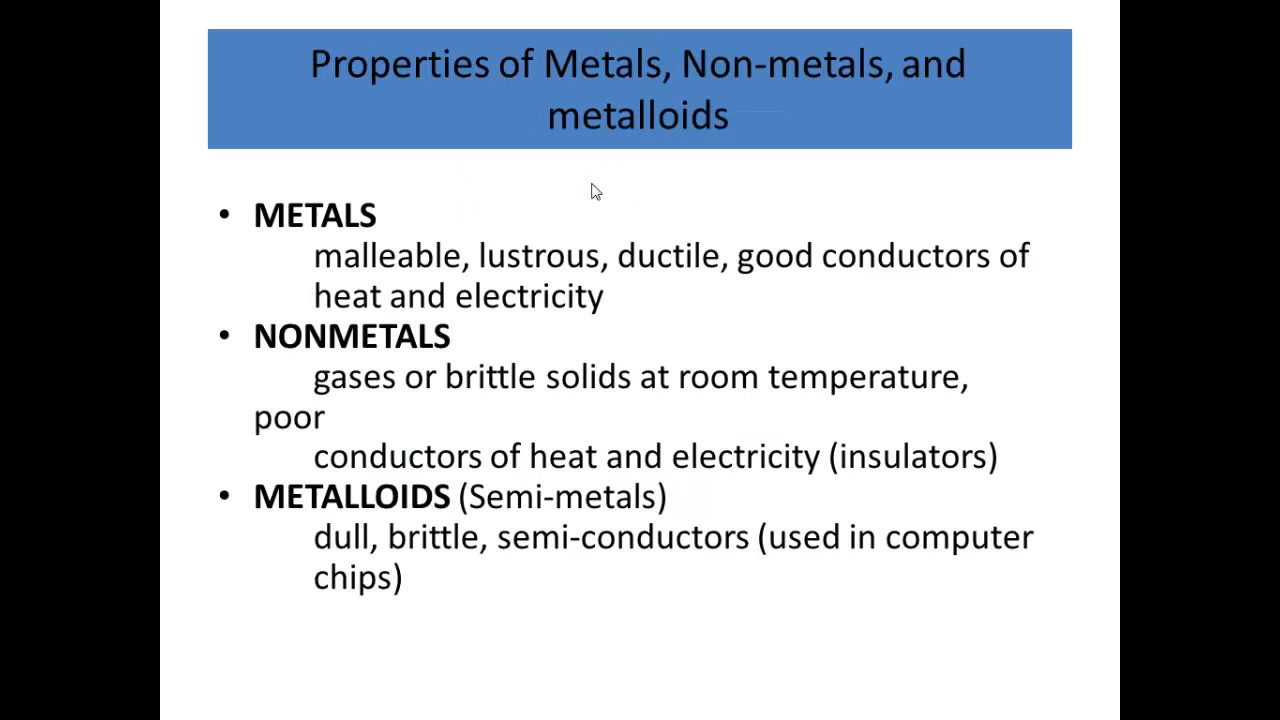 Properties of Metals, Non-metals, and
metalloids
• METALS
malleable, lustrous, ductile, good conductors of
heat and electricity
• NONMETALS
gases or brittle solids at room temperature,
poor
conductors of heat and electricity (insulators)
• METALLOIDS (Semi-metals)
dull, brittle, semi-conductors (used in computer
chips)